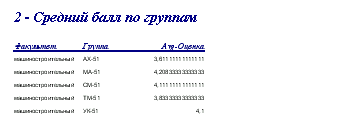 2 - Средний балл по группам
Факультет Группа Avg-Оценка
машиностроительный АХ-51 3,61111111111111
машиностроительный МА-51 4,20833333333333
машиностроительный СМ-51 4,11111111111111
машиностроительный ТМ-51 3,83333333333333
машиностроительный УК-51 4,1